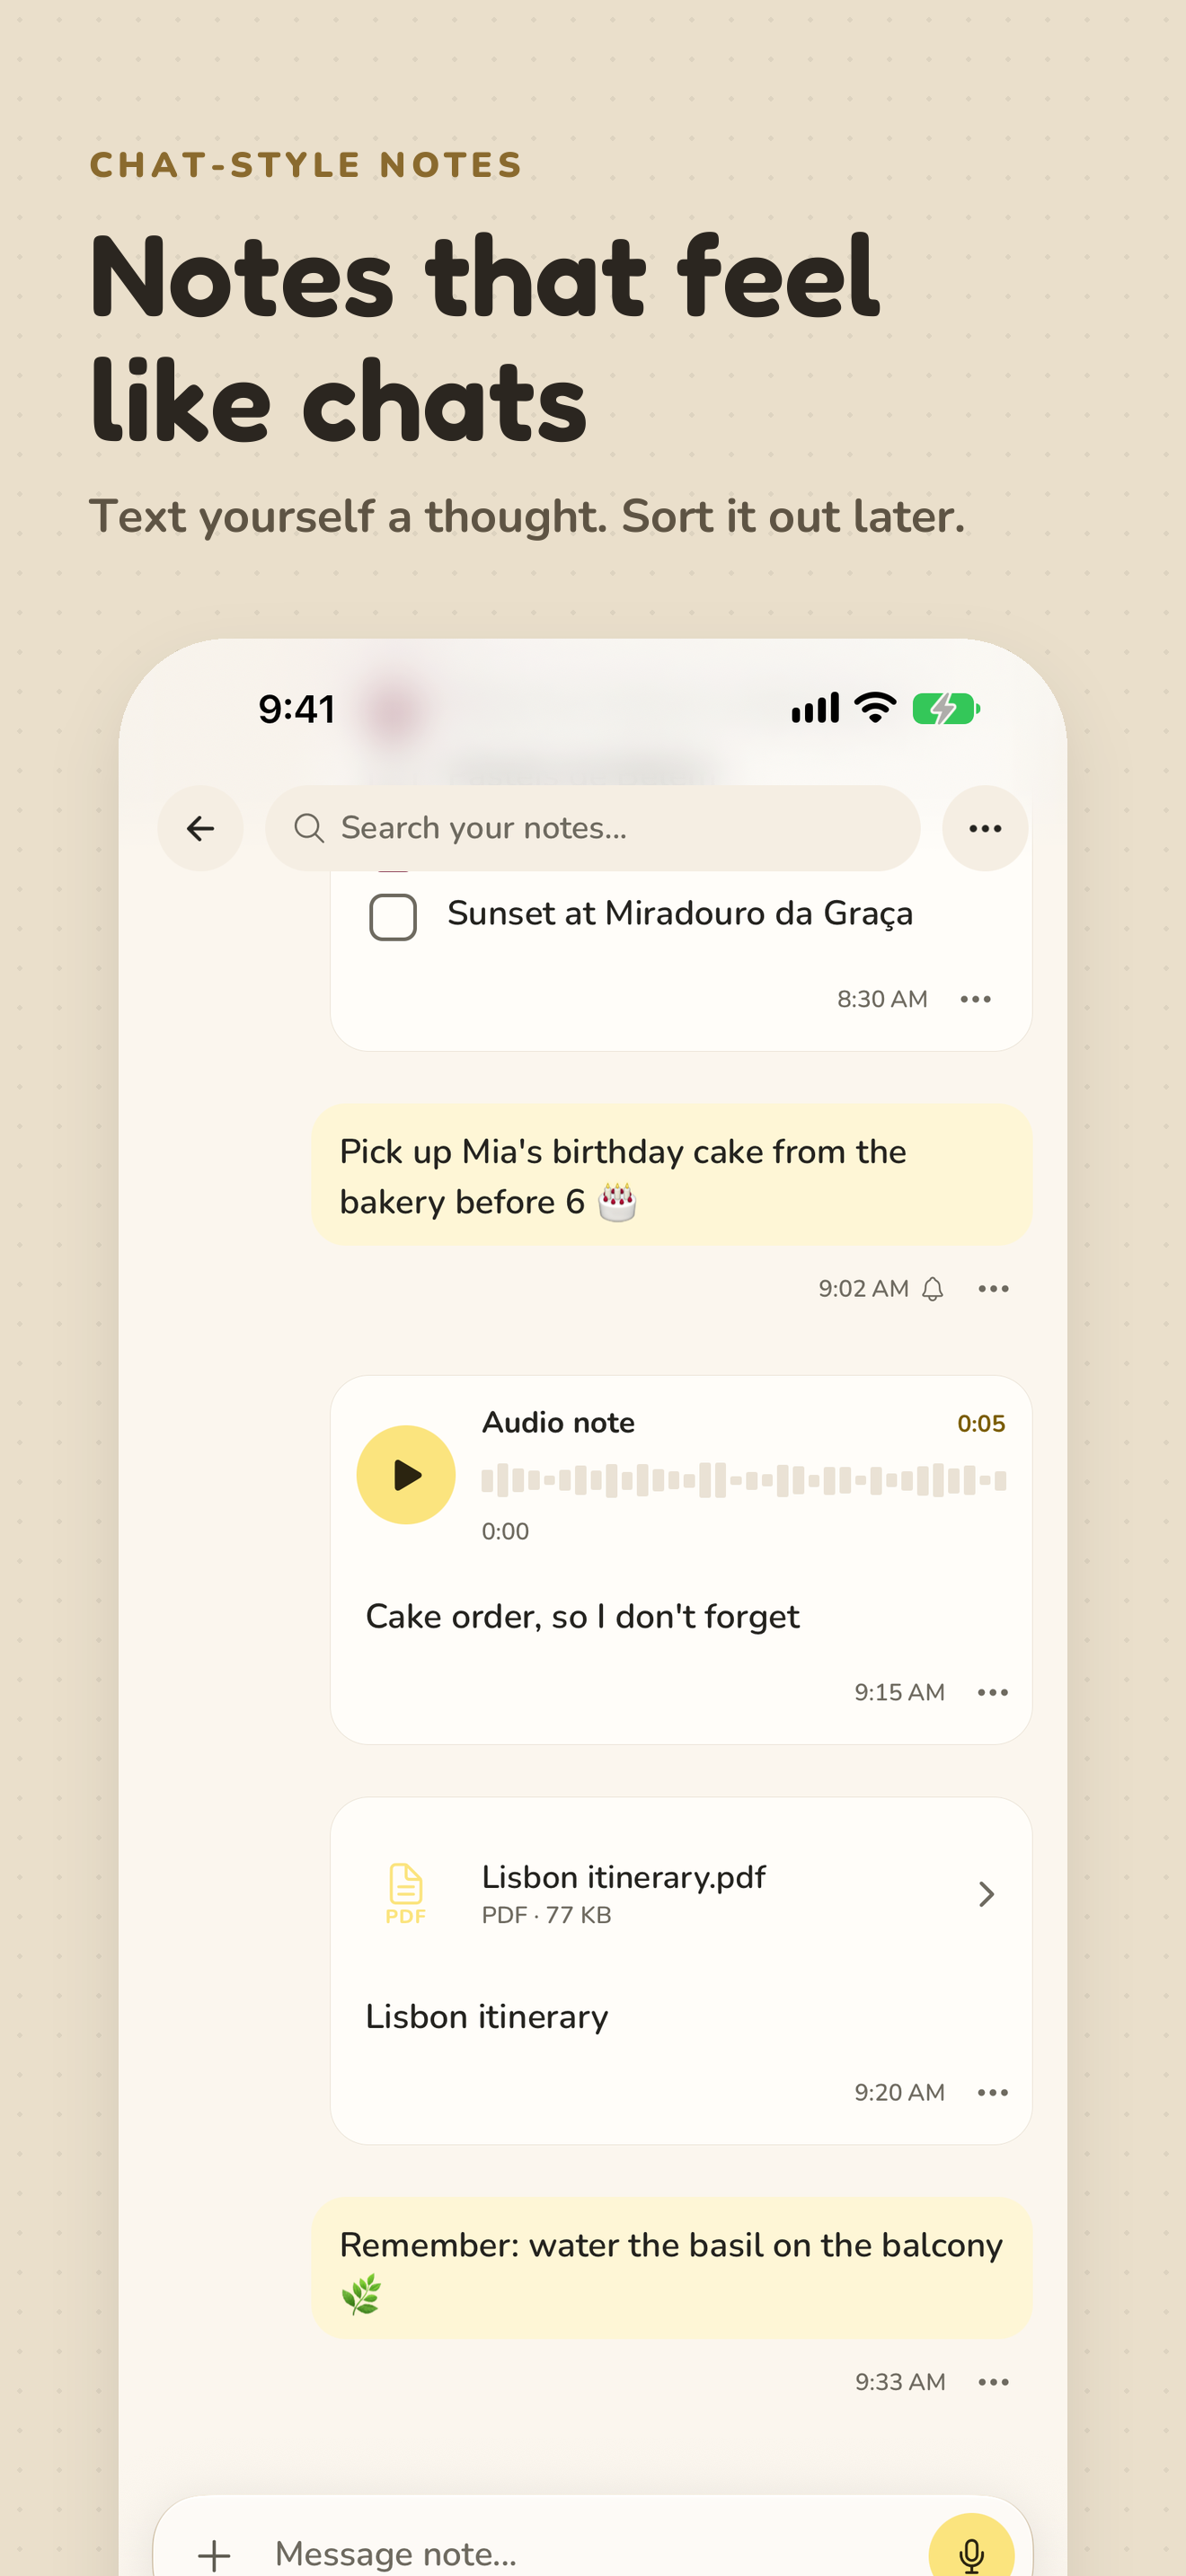 CHAT-STYLE NOTES
Notes that feel
like chats
Text yourself a thought. Sort it out later.
9:41
Search your notes...
Sunset at Miradouro da Graça
8:30 AM
Pick up Mia's birthday cake from the
bakery before 6 🎂
9:02 AM
Audio note 0:05
0:00
Cake order, so I don't forget
9:15 AM
Lisbon itinerary.pdf
PDF
PDF · 77 KB
Lisbon itinerary
9:20 AM
Remember: water the basil on the balcony
🌿
9:33 AM
Message note...